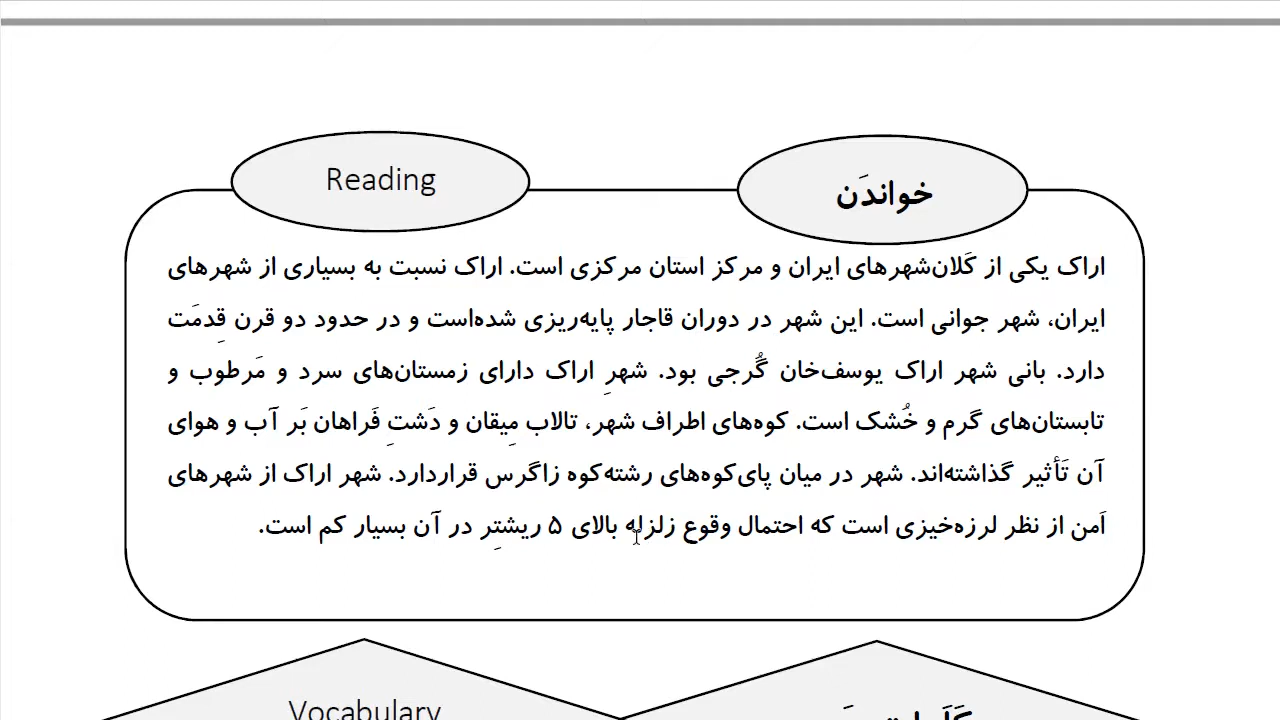 Reading
خواندَن
اراک یکی از کَلان‌شهرهای ایران و مرکز استان مرکزی است. اراک نسبت به بسیاری از شهرهای
ایران، شهر جوانی است. این شهر در دوران قاجار پایه‌ریزی شده‌است و در حدود دو قرن قِدمَت
دارد. بانی شهر اراک یوسف‌خان گُرجی بود. شهرِ اراک دارای زمستان‌های سرد و مَرطوب و
تابستان‌های گرم و خُشک است. کوه‌های اطراف شهر، تالاب مِیقان و دَشتِ فَراهان بَر آب و هوای
آن تَأثیر گذاشته‌اند. شهر در میان پای‌کوه‌های رشته‌کوه زاگرس قراردارد. شهر اراک از شهرهای
اَمن از نظر لرزه‌خیزی است که احتمال وقوع زلزله بالای ۵ ریشتِر در آن بسیار کم است.
Vocabulary